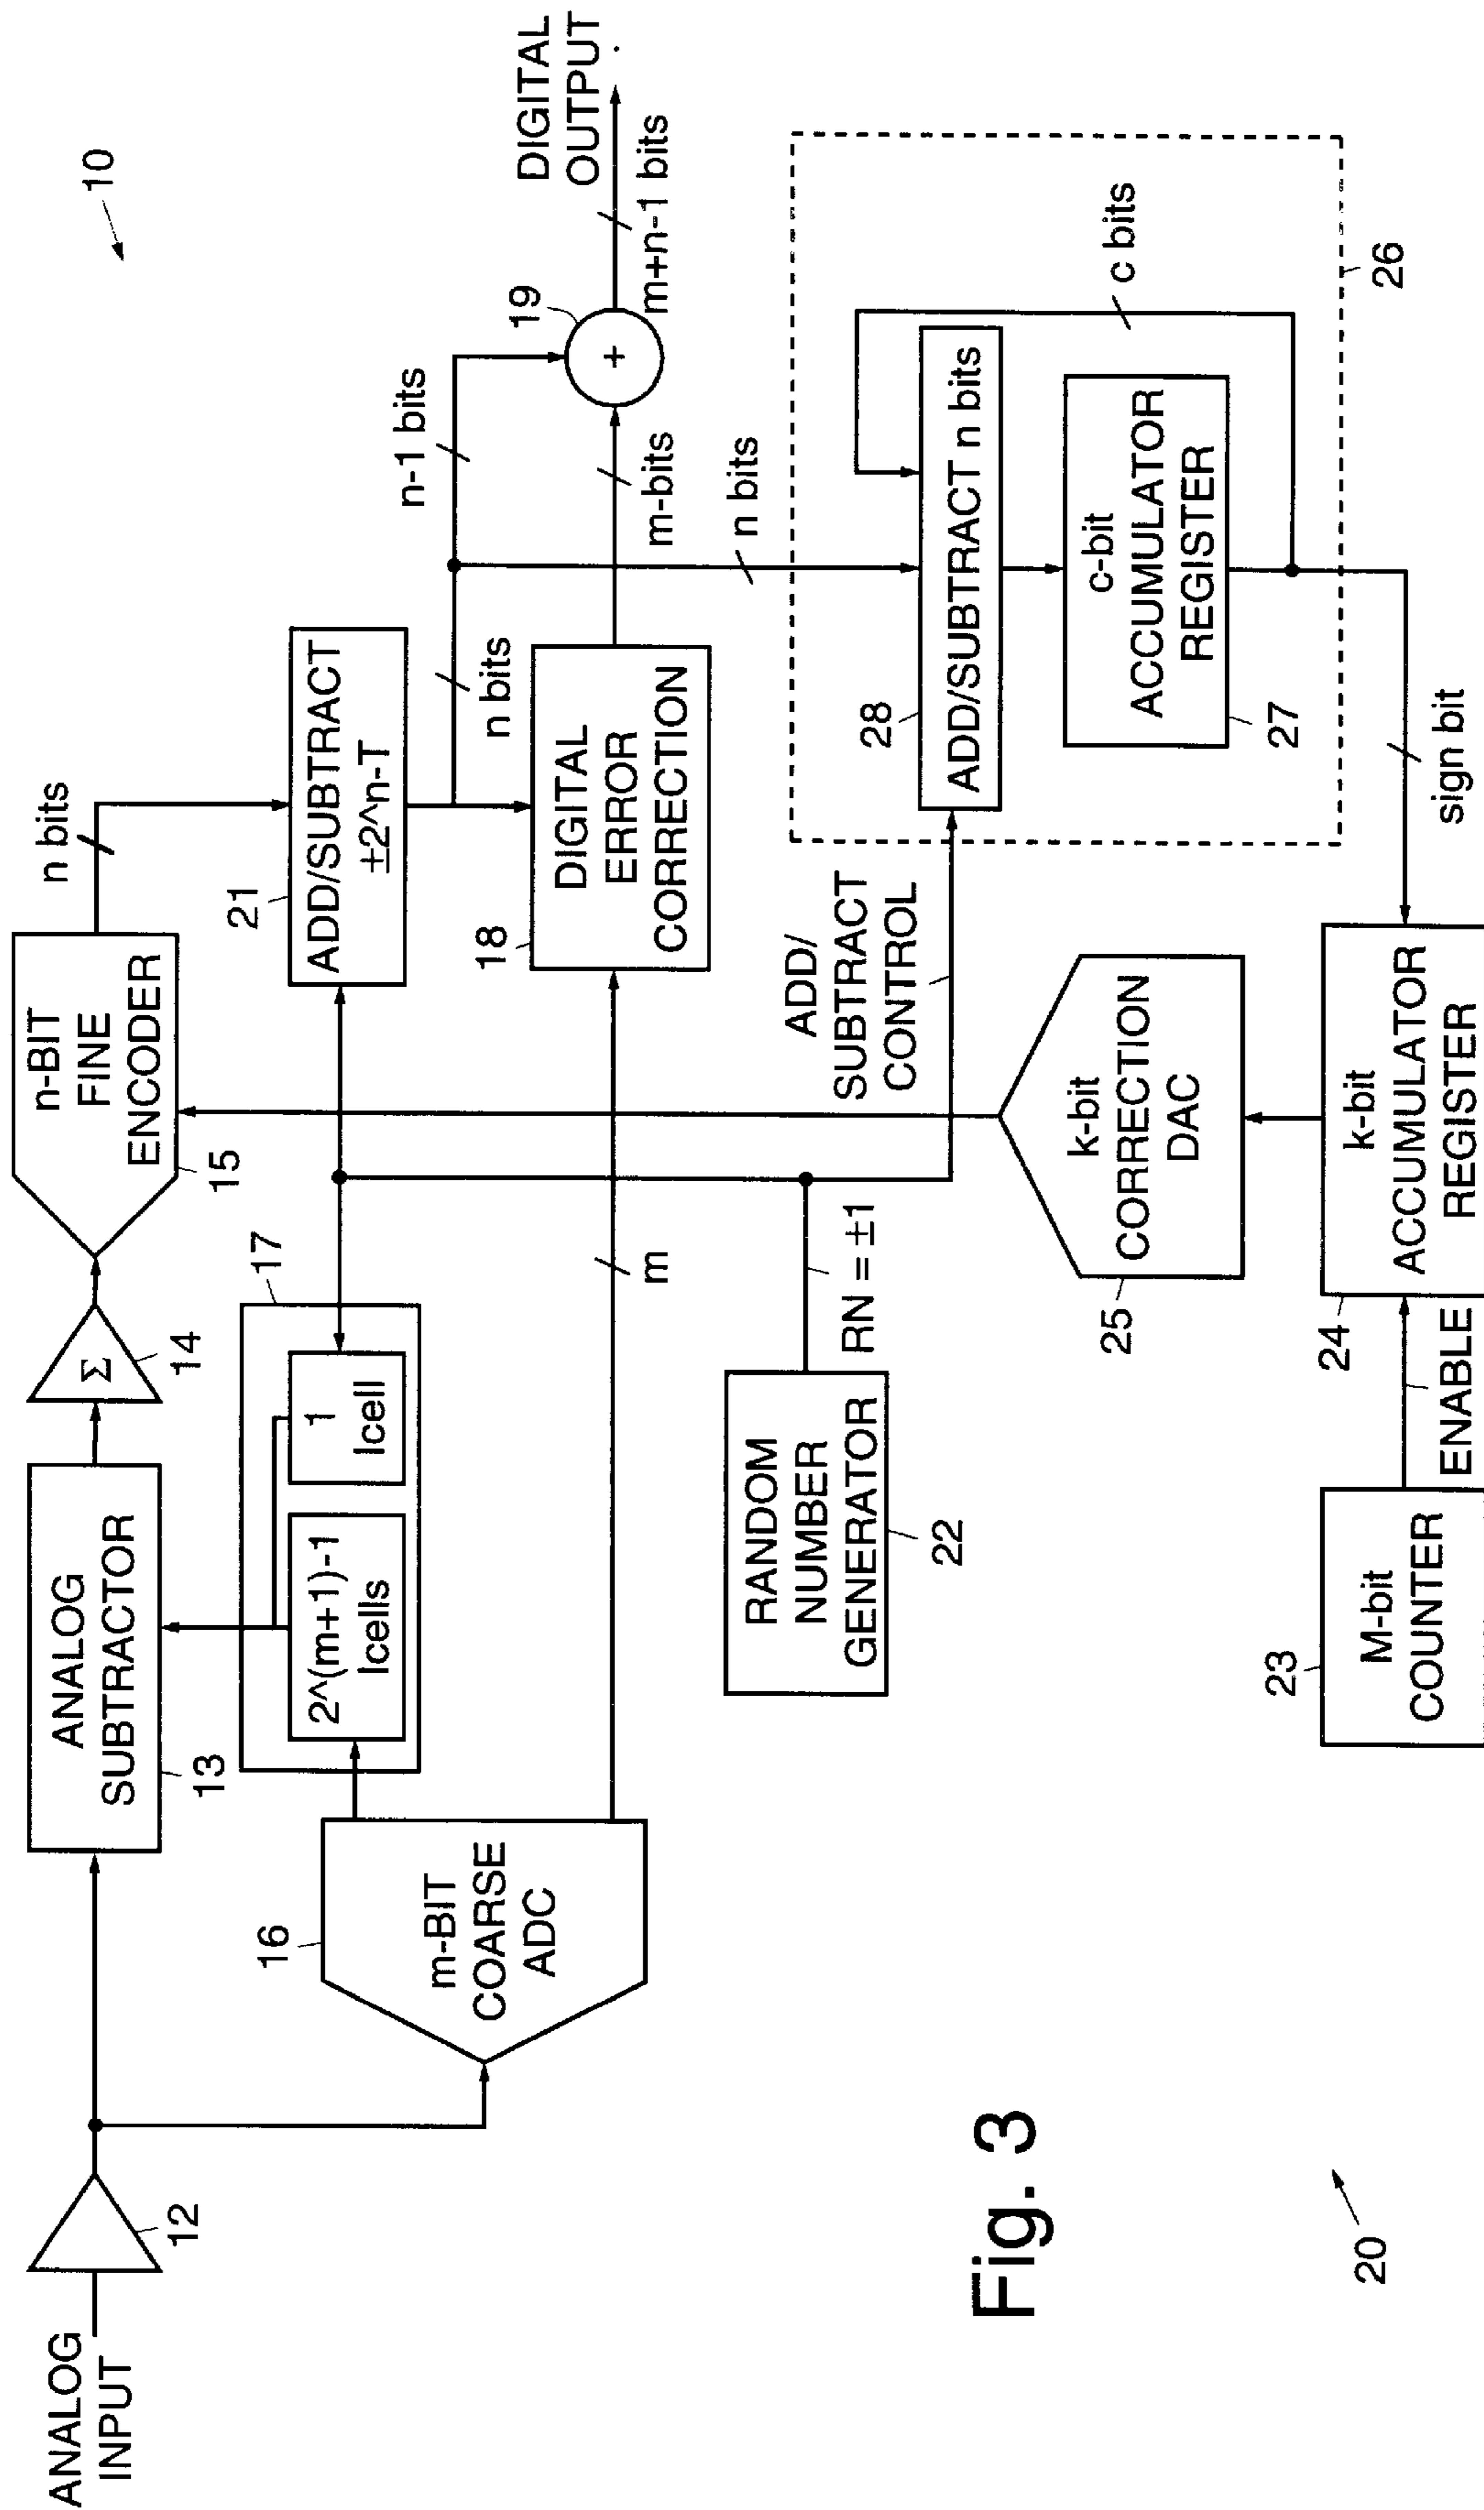 10
ANALOG
INPUT
12
ANALOG
SUBTRACTOR
13
Σ
14
n-BIT
FINE
ENCODER
15
n bits
16
m-BIT
COARSE
ADC
17
2^(m+1)-1
Icells
1
Icell
21
ADD/SUBTRACT
±2^n-T
n bits
n-1 bits
18
DIGITAL
ERROR
CORRECTION
m
m-bits
19
+
DIGITAL
OUTPUT
m+n-1 bits
n bits
RANDOM
NUMBER
GENERATOR
22
RN = ±1
ADD/
SUBTRACT
CONTROL
28
ADD/SUBTRACT n bits
c bits
c-bit
ACCUMULATOR
REGISTER
27
26
sign bit
k-bit
CORRECTION
DAC
25
23
M-bit
COUNTER
ENABLE
24
k-bit
ACCUMULATOR
REGISTER
Fig. 3
20